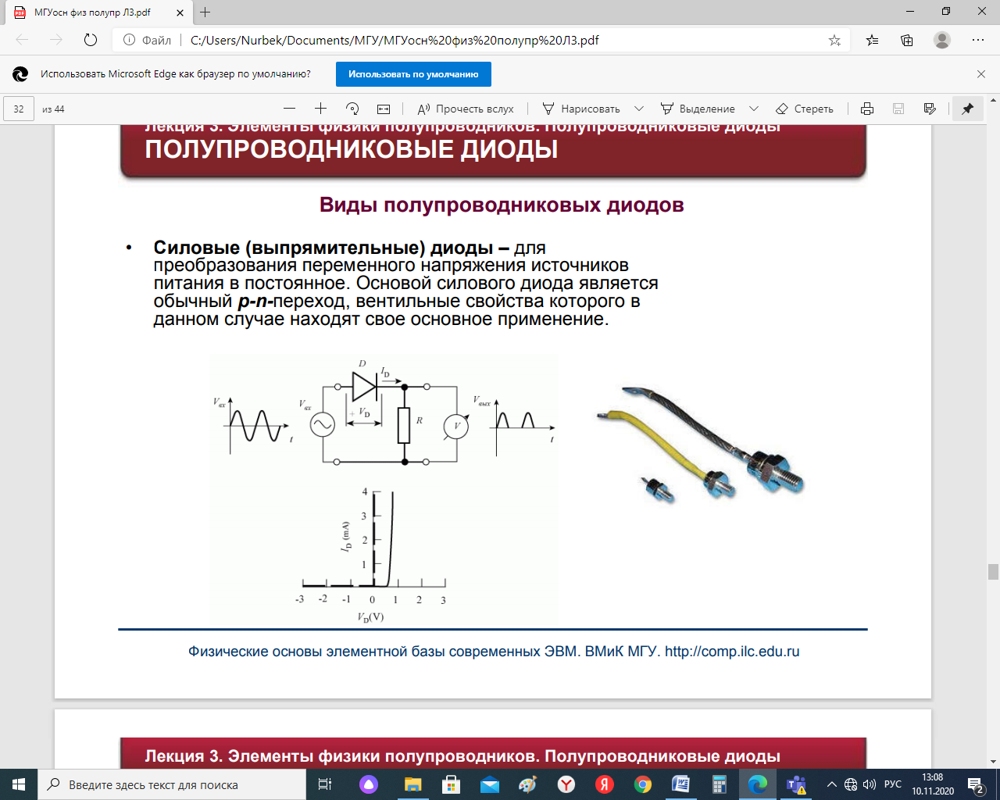 МГУосн физ полупр Л3.pdf
Файл
C:/Users/Nurbek/Documents/МГУ/МГУосн%20физ%20полупр%20Л3.pdf
Использовать Microsoft Edge как браузер по умолчанию?
Использовать по умолчанию
32 из 44
Прочесть вслух
Нарисовать
Выделение
Стереть
Лекция 3. Элементы физики полупроводников. Полупроводниковые диоды
ПОЛУПРОВОДНИКОВЫЕ ДИОДЫ
Виды полупроводниковых диодов
• Силовые (выпрямительные) диоды – для
преобразования переменного напряжения источников
питания в постоянное. Основой силового диода является
обычный p-n-переход, вентильные свойства которого в
данном случае находят свое основное применение.
D
I_D
V_вх
V_вх
+ V_D
R
V
V_вых
t
t
4
3
2
1
I_D (mA)
-3 -2 -1 0 1 2 3
V_D(V)
Физические основы элементной базы современных ЭВМ. ВМиК МГУ. http://comp.ilc.edu.ru
Лекция 3. Элементы физики полупроводников. Полупроводниковые диоды
Введите здесь текст для поиска
РУС
13:08
10.11.2020
2